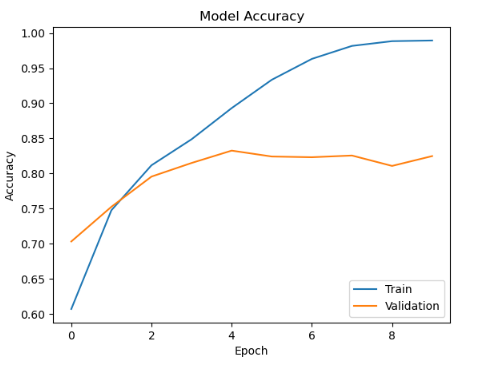 Model Accuracy
1.00
0.95
0.90
0.85
0.80
0.75
0.70
0.65
0.60
Accuracy
0 2 4 6 8
Epoch
Train
Validation